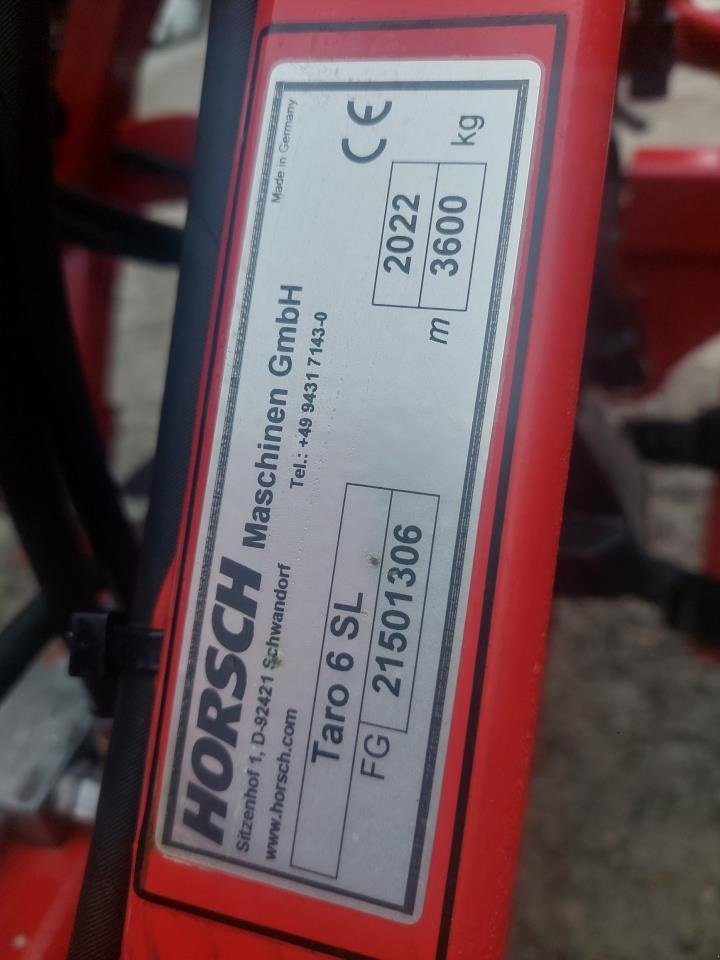 Made in Germany
HORSCH Maschinen GmbH
Sitzenhof 1, D-92421 Schwandorf Tel.: +49 9431 7143-0
www.horsch.com
CE
Taro 6 SL
2022
FG 21501306
m 3600 kg